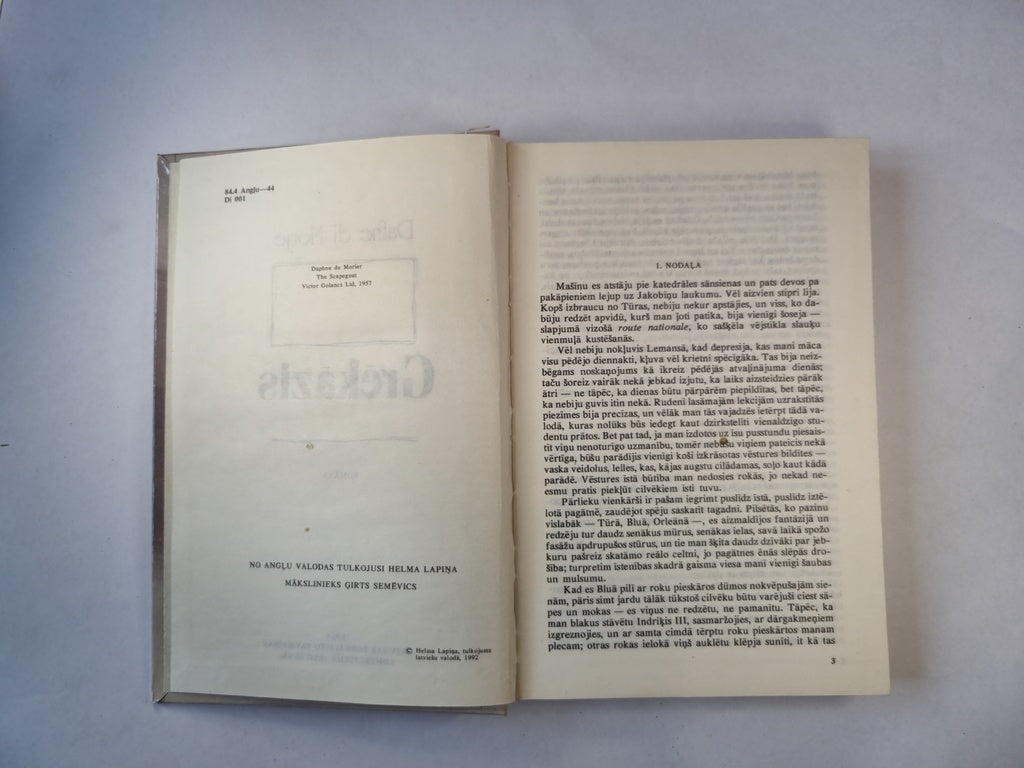 84.4 Angļu—44
Di 001
Daphne du Morier
The Scapegoat
Victor Golancs Ltd, 1957
NO ANGĻU VALODAS TULKOJUSI HELMA LAPIŅA
MĀKSLINIEKS ĢIRTS SEMĒVICS
© Helma Lapiņa, tulkojums
latviešu valodā, 1992
1. NODAĻA
Mašīnu es atstāju pie katedrāles sānsienas un pats devos pa
pakāpieniem lejup uz Jakobīņu laukumu. Vēl aizvien stipri lija.
Kopš izbraucu no Tūras, nebiju nekur apstājies, un viss, ko da-
būju redzēt apvidū, kurš man ļoti patika, bija vienīgi šoseja —
slapjumā vizošā route nationale, ko sašķēla vējstikla slauķu
vienmuļā kustēšanās.
Vēl nebiju nokļuvis Lemansā, kad depresija, kas mani māca
visu pēdējo diennakti, kļuva vēl krietni spēcīgāka. Tas bija neiz-
bēgams noskaņojums kā ikreiz pēdējās atvaļinājuma dienās;
taču šoreiz vairāk nekā jebkad izjutu, ka laiks aizsteidzies pārāk
ātri — ne tāpēc, ka dienas būtu pārpārēm piepildītas, bet tāpēc,
ka nebiju guvis itin nekā. Rudenī lasāmajām lekcijām uzrakstītās
piezīmes bija precīzas, un vēlāk man tās vajadzēs ietērpt tādā va-
lodā, kuras nolūks būs iedegt kaut dzirksteliti vienaldzīgo stu-
dentu prātos. Bet pat tad, ja man izdotos uz īsu pusstundu piesais-
tīt viņu nenoturīgo uzmanību, tomēr nebūšu viņiem pateicis nekā
vērtīga, būšu parādījis vienīgi koši izkrāsotas vēstures bildītes —
vaska veidolus, lelles, kas, kājas augstu cilādamas, soļo kaut kādā
parādē. Vēstures īstā būtība man nedosies rokās, jo nekad ne-
esmu pratis piekļūt cilvēkiem īsti tuvu.
Pārlieku vienkārši ir pašam iegrimt puslīdz īstā, puslīdz iztē-
lotā pagātnē, zaudējot spēju saskatīt tagadni. Pilsētās, ko pazinu
vislabāk — Tūrā, Bluā, Orleānā —, es aizmaldījos fantāzijā un
redzēju tur daudz senākus mūrus, senākas ielas, savā laikā spožo
fasāžu apdrupušos stūrus, un tie man šķita daudz dzīvāki par jeb-
kuru pašreiz skatāmo reālo celtni, jo pagātnes ēnās slēpās dro-
šība; turpretim īstenības skadrā gaisma viesa mani vienīgi šaubas
un mulsumu.
Kad es Bluā pilī ar roku pieskāros dūmos nokvēpušajām sie-
nām, pāris simt jardu tālāk tūkstoš cilvēku būtu varējuši ciest sā-
pes un mokas — es viņus ne redzētu, ne pamanītu. Tāpēc, ka
man blakus stāvētu Indriķis III, sasmaržojies, ar dārgakmeņiem
izgreznojies, un ar samta cimdā tērptu roku pieskārtos manam
plecam; otras rokas ielokā viņš auklētu klēpja sunīti, it kā tas
3